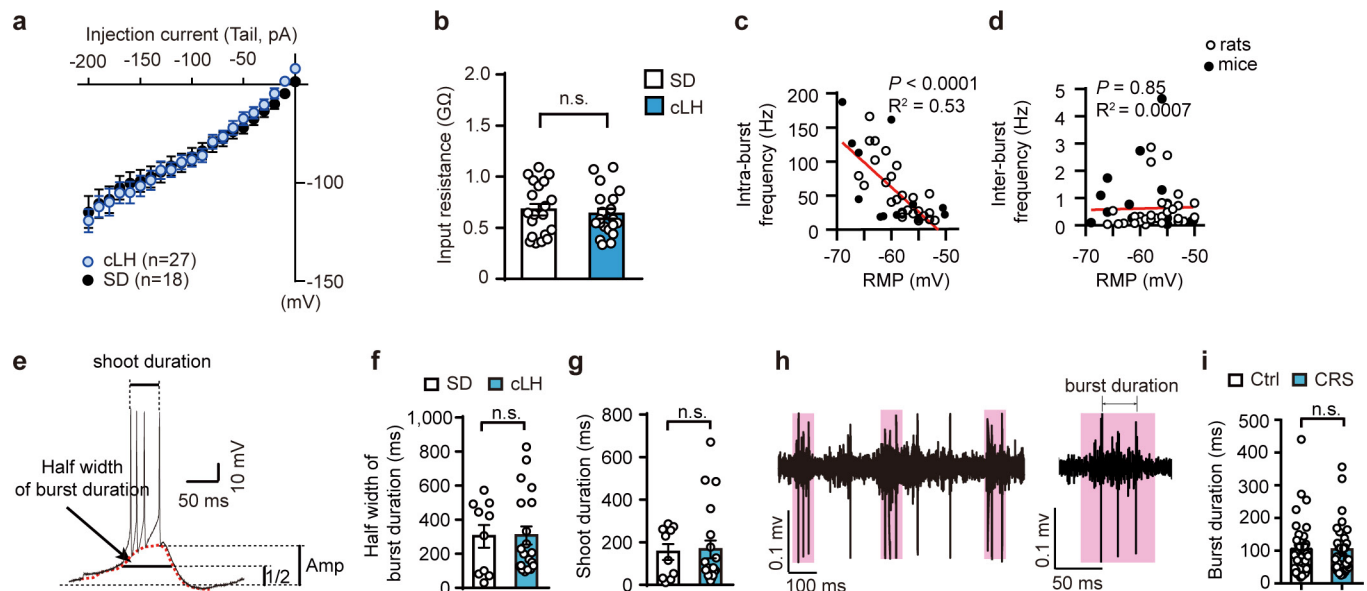 a
Injection current (Tail, pA)
-200
-150
-100
-50
0
-100
-150
(mV)
cLH (n=27)
SD (n=18)
b
Input resistance (GΩ)
2.0
1.5
1.0
0.5
0
n.s.
SD
cLH
c
Intra-burst
frequency (Hz)
200
150
100
50
0
P < 0.0001
R2 = 0.53
-70
-60
-50
RMP (mV)
d
rats
mice
Inter-burst
frequency (Hz)
5
4
3
2
1
0
P = 0.85
R2 = 0.0007
-70
-60
-50
RMP (mV)
e
shoot duration
Half width
of burst duration
10 mV
50 ms
1/2
Amp
f
SD
cLH
Half width of
burst duration (ms)
1,000
800
600
400
200
0
n.s.
g
Shoot duration (ms)
800
600
400
200
0
n.s.
h
burst duration
0.1 mv
100 ms
0.1 mv
50 ms
i
Ctrl
CRS
Burst duration (ms)
500
400
300
200
100
0
n.s.